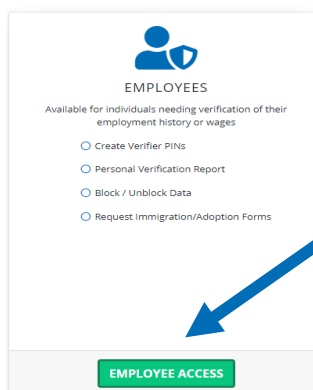 EMPLOYEES
Available for individuals needing verification of their
employment history or wages
Create Verifier PINs
Personal Verification Report
Block / Unblock Data
Request Immigration/Adoption Forms
EMPLOYEE ACCESS